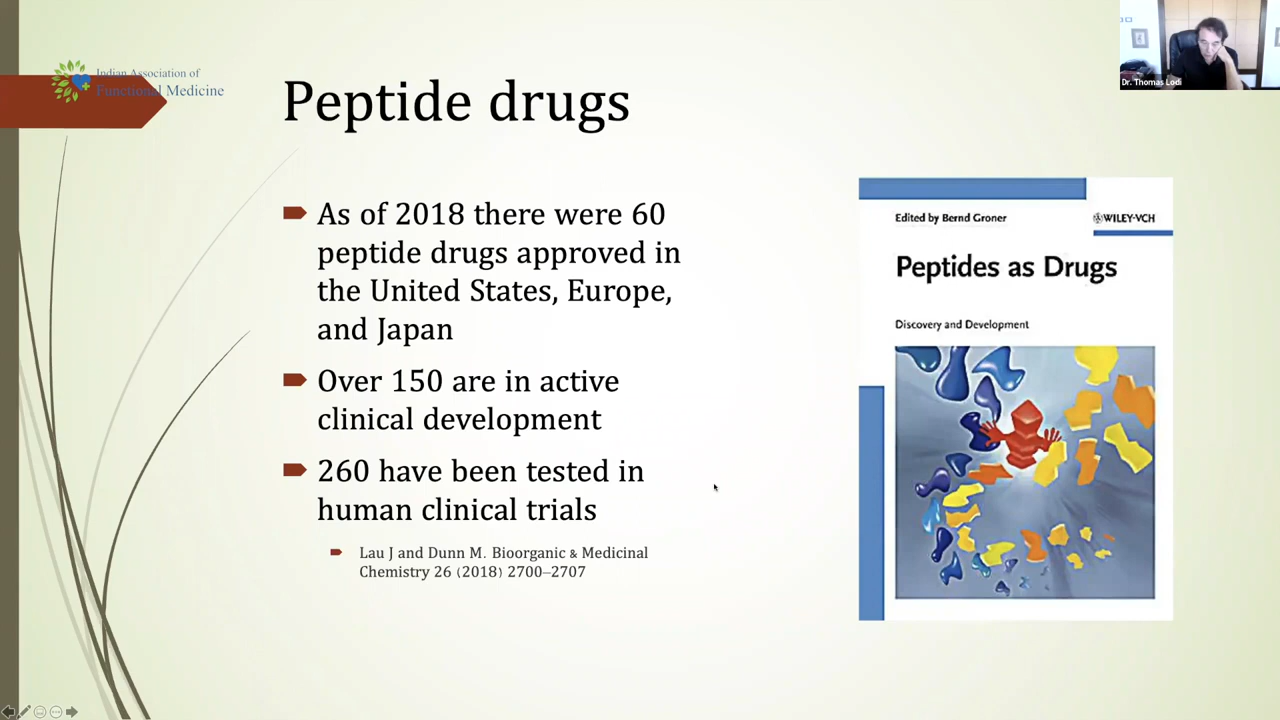 Indian Association of
Functional Medicine
Peptide drugs
As of 2018 there were 60
peptide drugs approved in
the United States, Europe,
and Japan
Over 150 are in active
clinical development
260 have been tested in
human clinical trials
Lau J and Dunn M. Bioorganic & Medicinal
Chemistry 26 (2018) 2700–2707
Edited by Bernd Groner
WILEY-VCH
Peptides as Drugs
Discovery and Development
Dr. Thomas Lodi